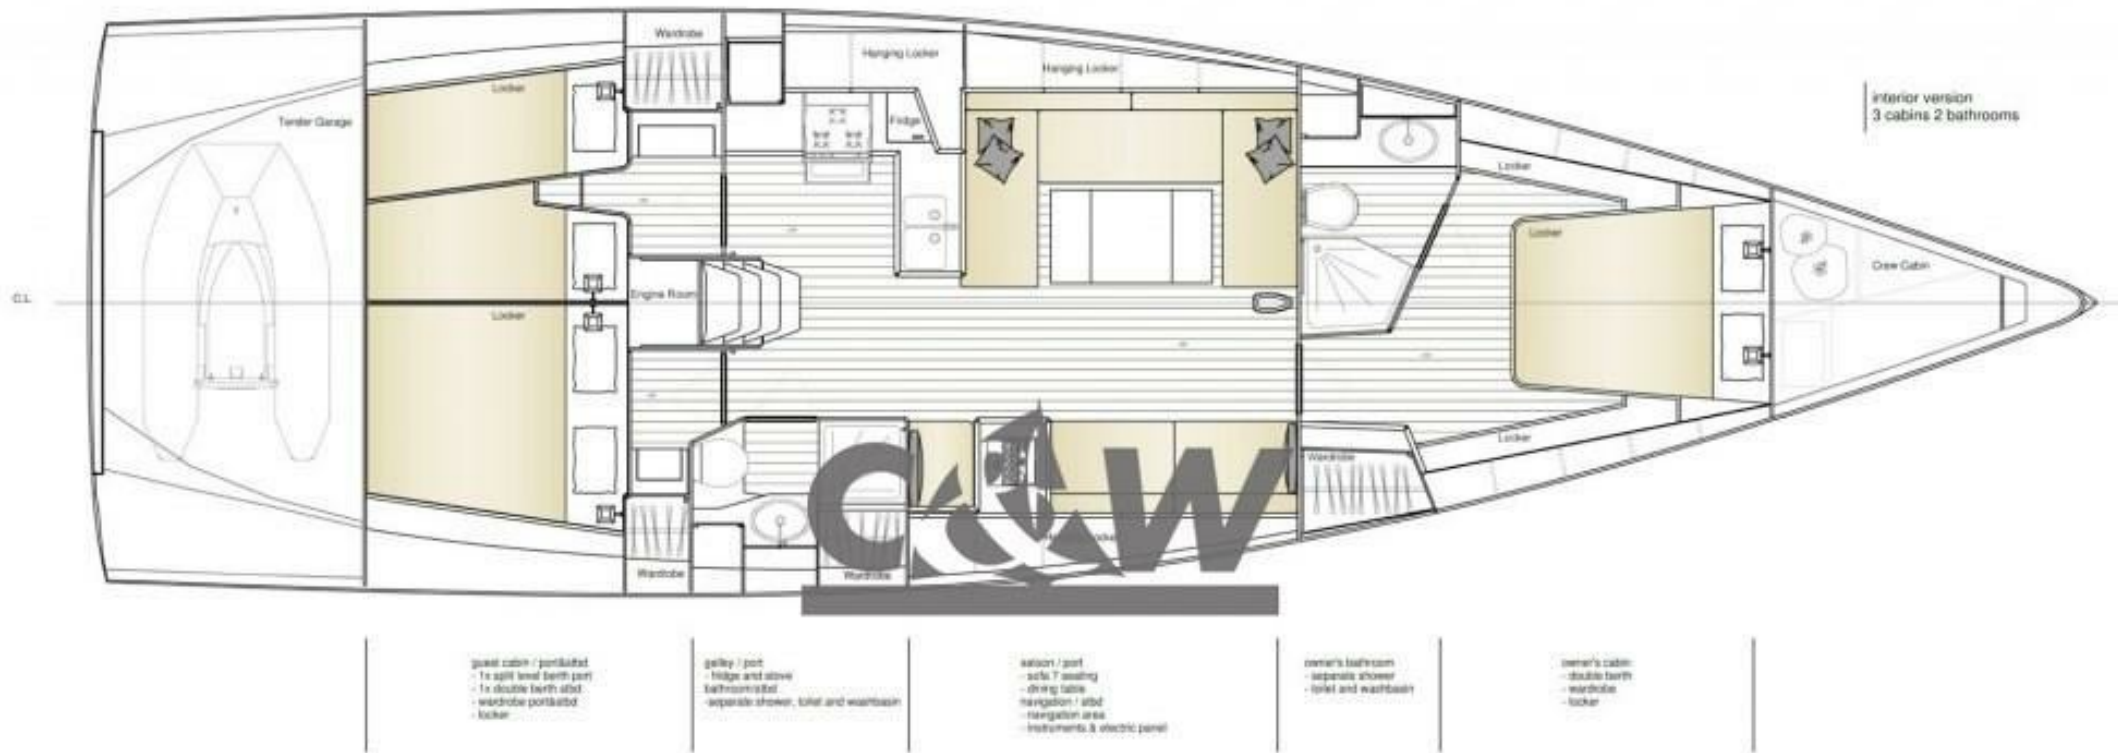 Wardrobe
Hanging Locker
Hanging Locker
Locker
Tender Garage
Fridge
interior version
3 cabins 2 bathrooms
Locker
Locker
Crew Cabin
C.L
Engine Room
Locker
Locker
Wardrobe
C&W
Wardrobe
Wardrobe
guest cabin / port&stbd
- 1x split level berth port
- 1x double berth stbd
- wardrobe port&stbd
- locker
galley / port
- fridge and stove
bathroom/stbd
-separate shower, toilet and washbasin
saloon / port
- sofa 7 seating
- dining table
navigation / stbd
- navigation area
- instruments & electric panel
owner's bathroom
- separate shower
- toilet and washbasin
owner's cabin
- double berth
- wardrobe
- locker